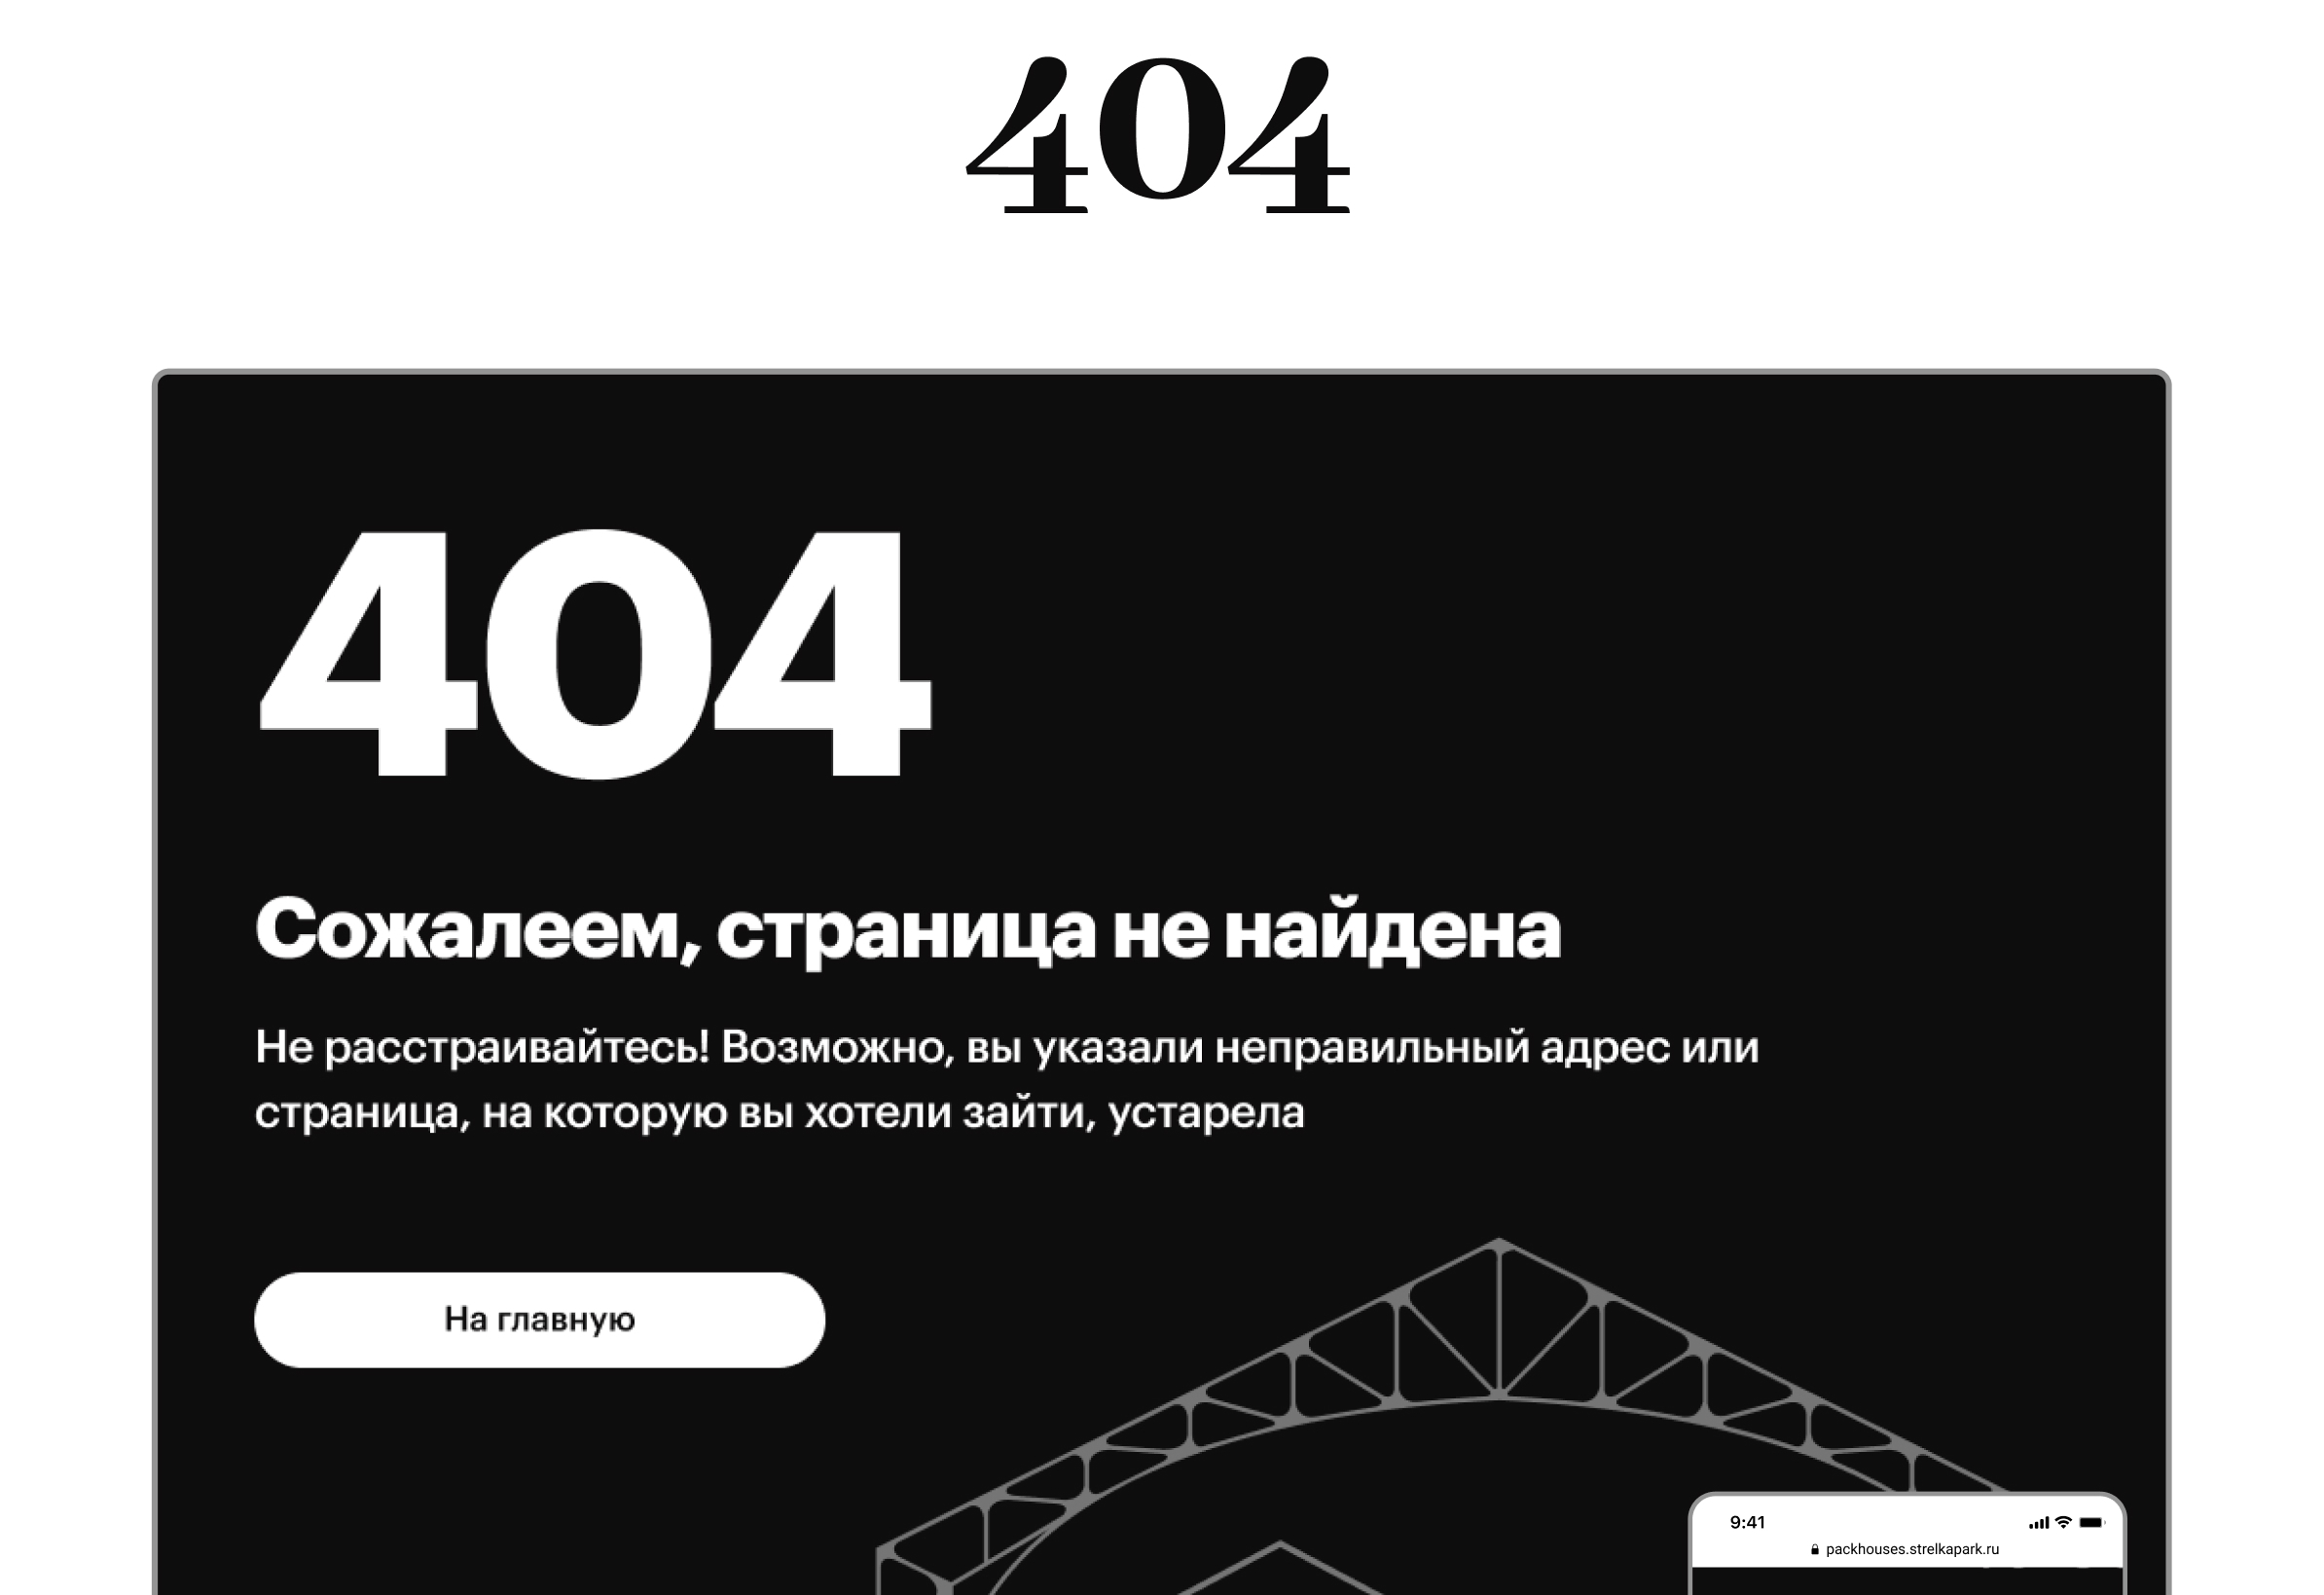 404
404
Сожалеем, страница не найдена
Не расстраивайтесь! Возможно, вы указали неправильный адрес или
страница, на которую вы хотели зайти, устарела
На главную
9:41
packhouses.strelkapark.ru